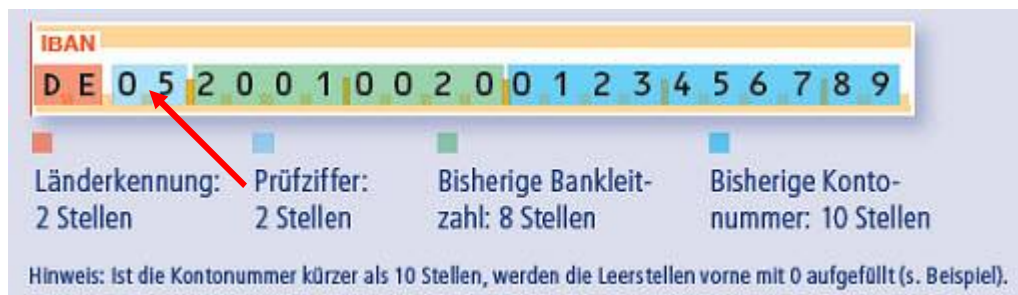 IBAN
D E 0 5 2 0 0 1 0 0 2 0 0 1 2 3 4 5 6 7 8 9
Länderkennung: Prüfziffer: Bisherige Bankleit- Bisherige Konto-
2 Stellen 2 Stellen zahl: 8 Stellen nummer: 10 Stellen
Hinweis: Ist die Kontonummer kürzer als 10 Stellen, werden die Leerstellen vorne mit 0 aufgefüllt (s. Beispiel).